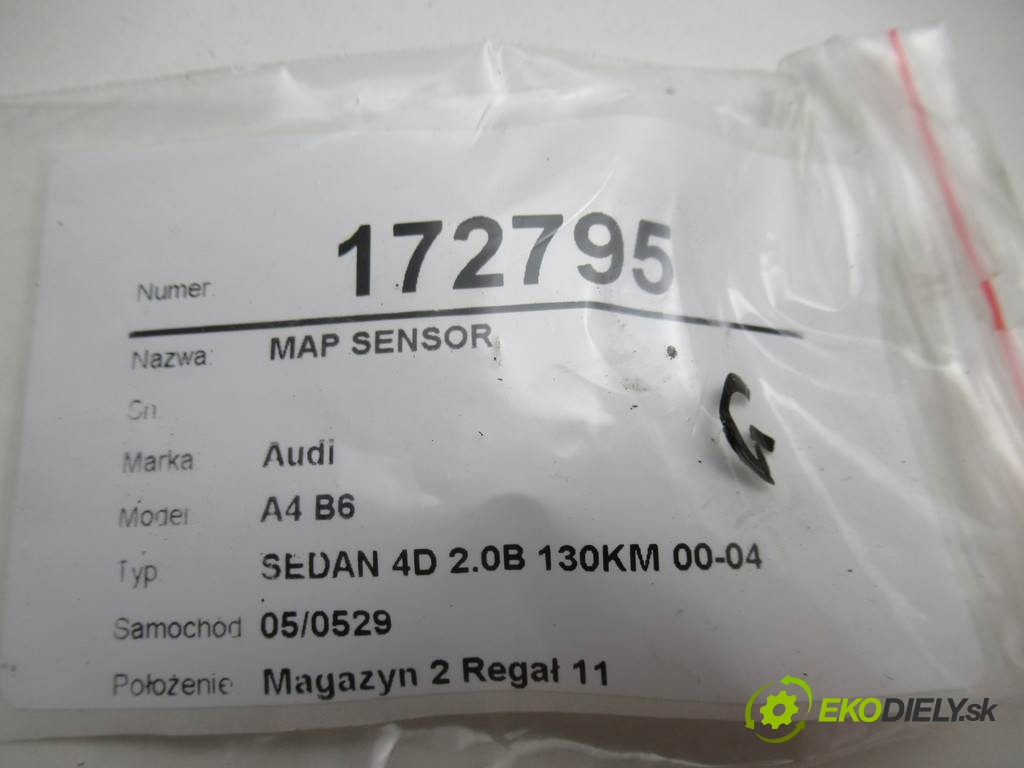 Numer: 172795
Nazwa: MAP SENSOR
Sn
Marka: Audi
Model: A4 B6
Typ: SEDAN 4D 2.0B 130KM 00-04
Samochód 05/0529
Położenie: Magazyn 2 Regał 11
G
EKODIELY.sk